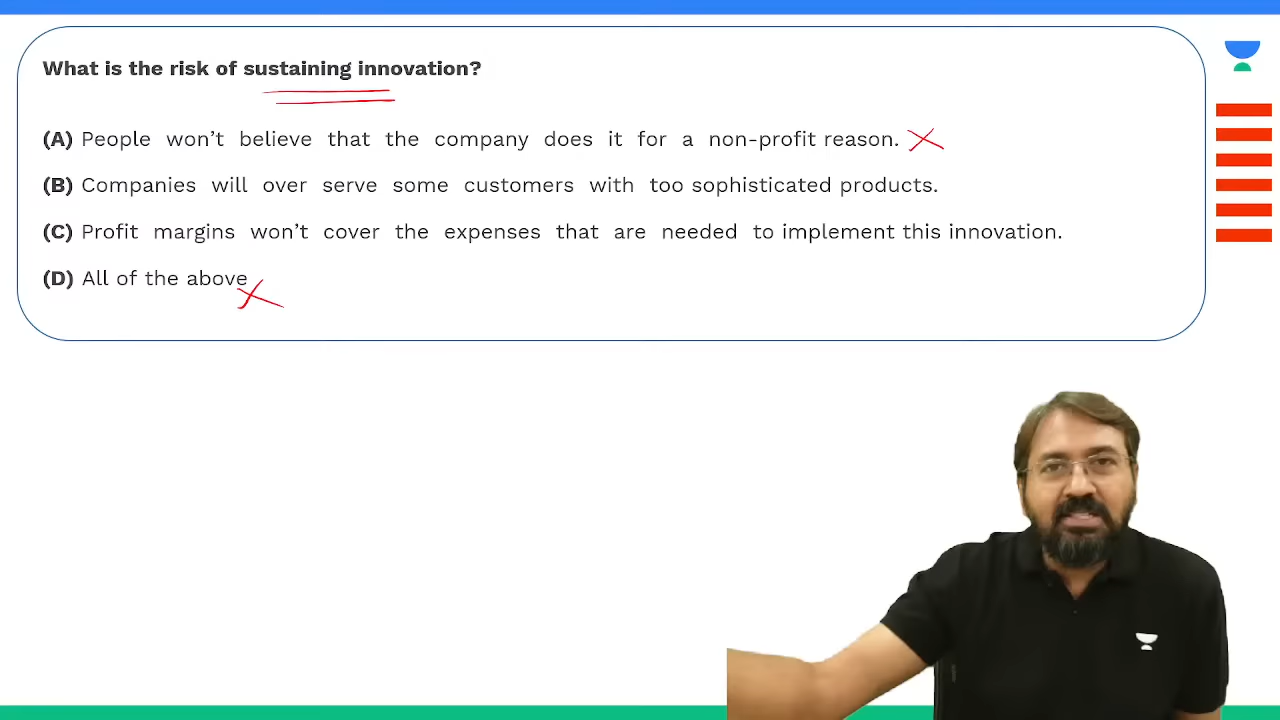 What is the risk of sustaining innovation?
(A) People won't believe that the company does it for a non-profit reason.
(B) Companies will over serve some customers with too sophisticated products.
(C) Profit margins won't cover the expenses that are needed to implement this innovation.
(D) All of the above